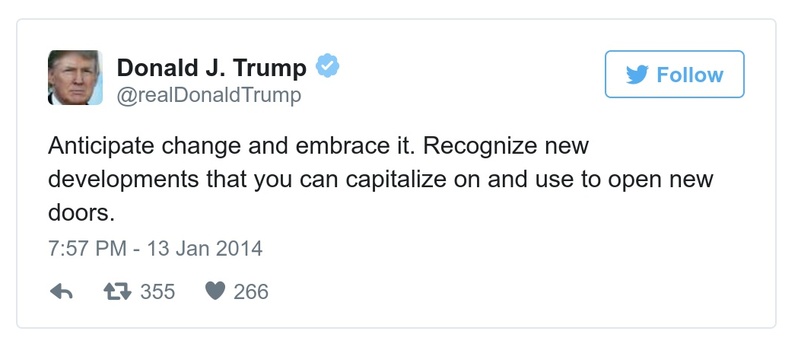 Donald J. Trump
@realDonaldTrump
Follow
Anticipate change and embrace it. Recognize new
developments that you can capitalize on and use to open new
doors.
7:57 PM - 13 Jan 2014
355 266